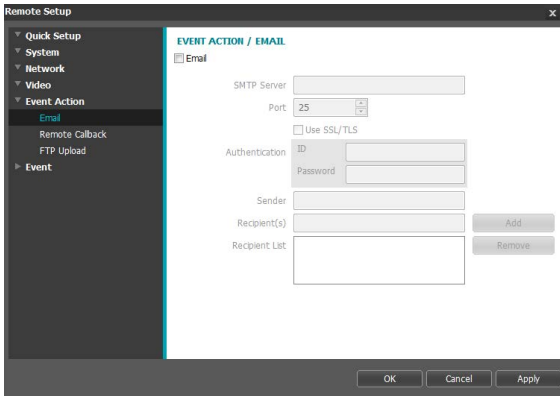 Remote Setup
x
Quick Setup
System
Network
Video
Event Action
Email
Remote Callback
FTP Upload
Event
EVENT ACTION / EMAIL
Email
SMTP Server
Port 25
Use SSL/TLS
Authentication ID
Password
Sender
Recipient(s) Add
Recipient List Remove
OK Cancel Apply